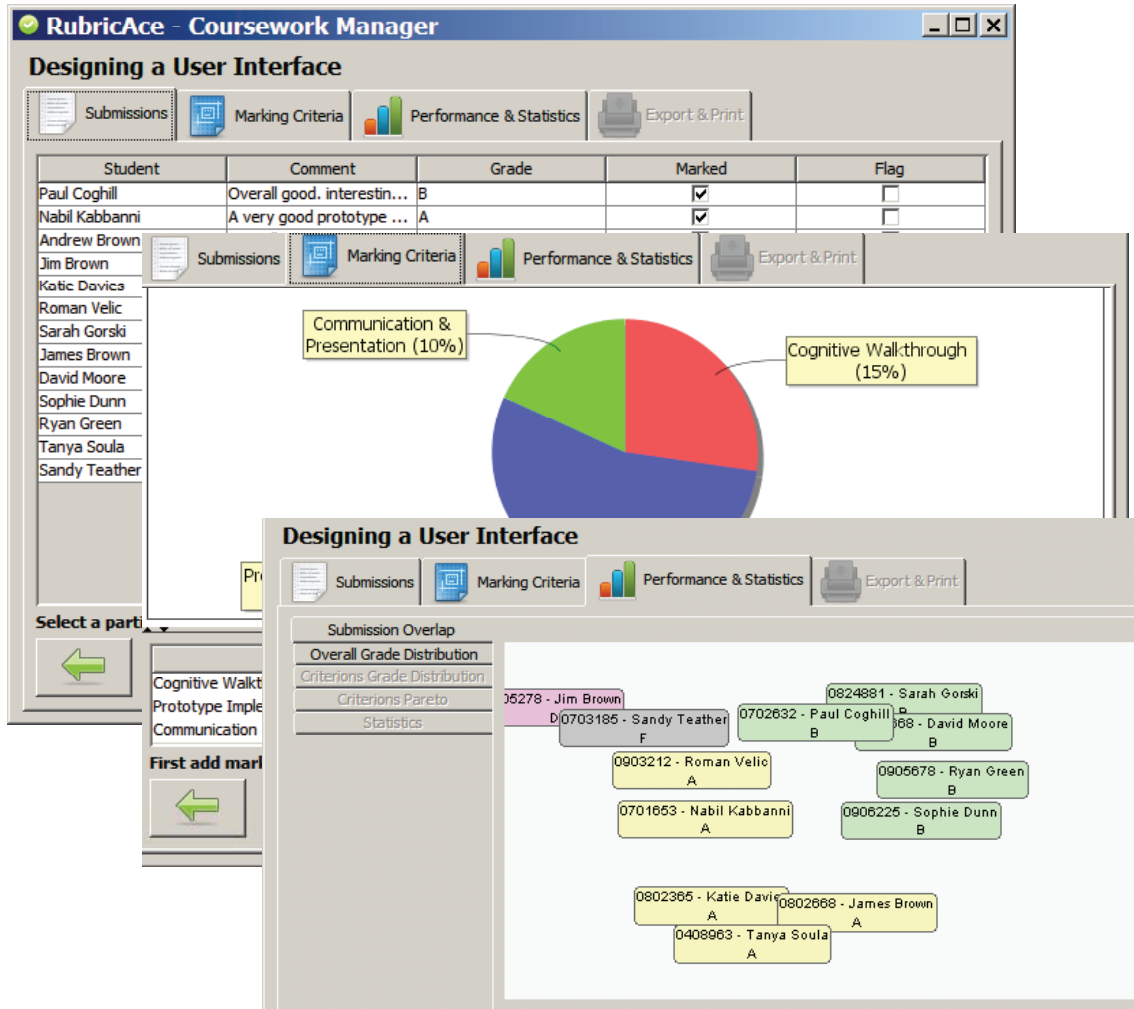 RubricAce - Coursework Manager
Designing a User Interface
Submissions Marking Criteria Performance & Statistics Export & Print
Student Comment Grade Marked Flag
Paul Coghill Overall good. interestin... B
Nabil Kabbanni A very good prototype ... A
Andrew Brown
Jim Brown
Katie Davies
Roman Velic
Sarah Gorski
James Brown
David Moore
Sophie Dunn
Ryan Green
Tanya Soula
Sandy Teather
Select a parti
Submissions Marking Criteria Performance & Statistics Export & Print
Communication &
Presentation (10%)
Cognitive Walkthrough
(15%)
Pr
Cognitive Walkt
Prototype Imple
Communication
First add mark
Designing a User Interface
Submissions Marking Criteria Performance & Statistics Export & Print
Submission Overlap
Overall Grade Distribution
Criterions Grade Distribution
Criterions Pareto
Statistics
05278 - Jim Brown
D
0703185 - Sandy Teather
F
0824881 - Sarah Gorski
B
0702632 - Paul Coghill
B
668 - David Moore
B
0903212 - Roman Velic
A
0905678 - Ryan Green
B
0701653 - Nabil Kabbanni
A
0906225 - Sophie Dunn
B
0802365 - Katie Davie
A
0802668 - James Brown
A
0408963 - Tanya Soula
A